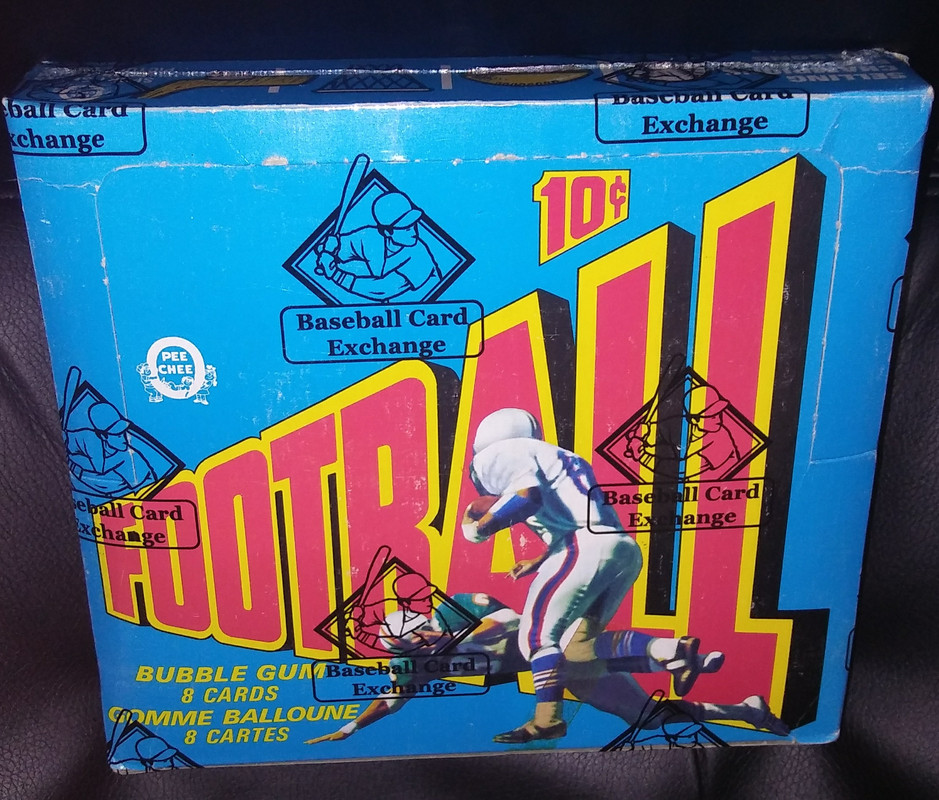 Baseball Card
Exchange
Baseball Card
Exchange
10¢
Baseball Card
Exchange
O
PEE
CHEE
FOOTBALL
Baseball Card
Exchange
Baseball Card
Exchange
Baseball Card
Exchange
BUBBLE GUM
8 CARDS
GOMME BALLOUNE
8 CARTES